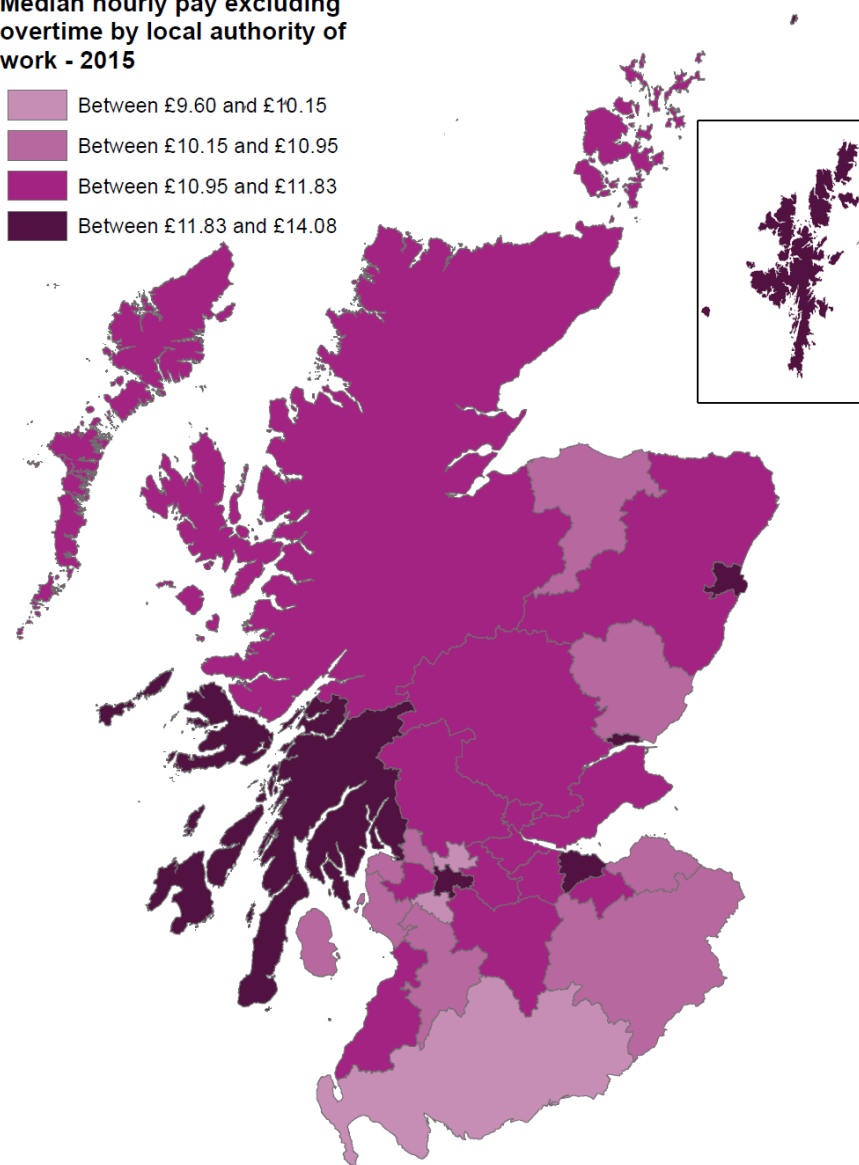 Median hourly pay excluding
overtime by local authority of
work - 2015
Between £9.60 and £10.15
Between £10.15 and £10.95
Between £10.95 and £11.83
Between £11.83 and £14.08